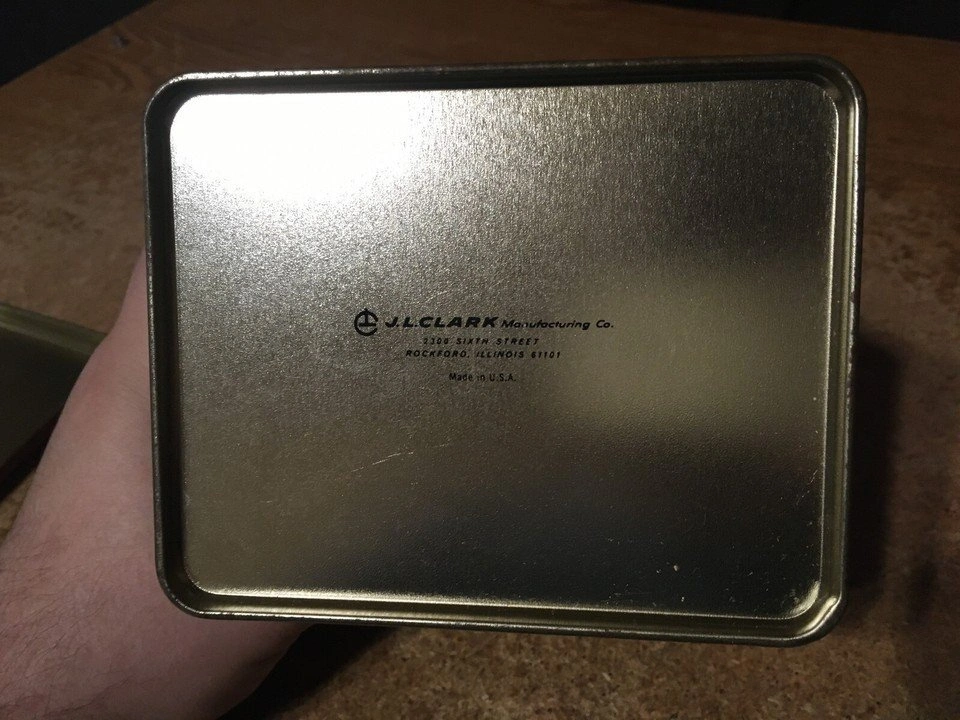 J.L.CLARK Manufacturing Co.
2300 SIXTH STREET
ROCKFORD, ILLINOIS 61101
Made in U.S.A.